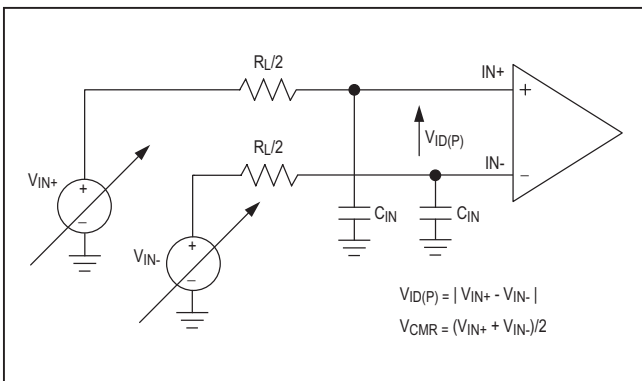 RL/2
IN+
+
VID(P)
RL/2
IN-
−
VIN+
+
−
CIN
CIN
VIN-
+
−
VID(P) = | VIN+ - VIN- |
VCMR = (VIN+ + VIN-)/2